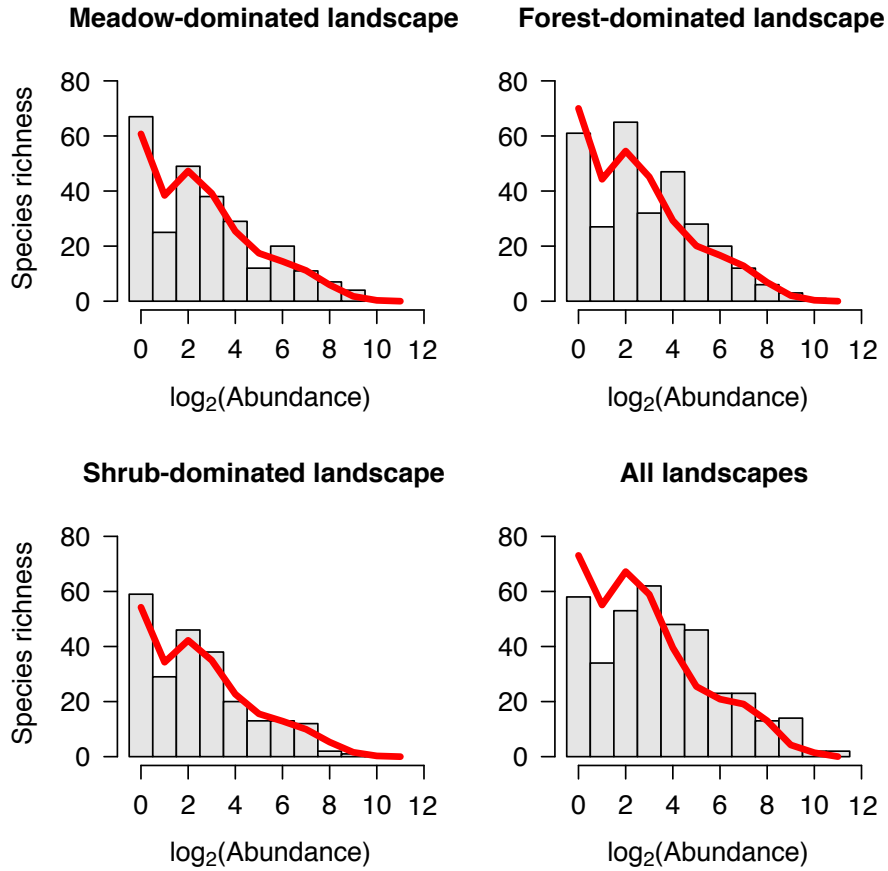 Meadow-dominated landscape
Species richness
80
60
40
20
0
0 2 4 6 8 10 12
log₂(Abundance)
Forest-dominated landscape
80
60
40
20
0
0 2 4 6 8 10 12
log₂(Abundance)
Shrub-dominated landscape
Species richness
80
60
40
20
0
0 2 4 6 8 10 12
log₂(Abundance)
All landscapes
80
60
40
20
0
0 2 4 6 8 10 12
log₂(Abundance)